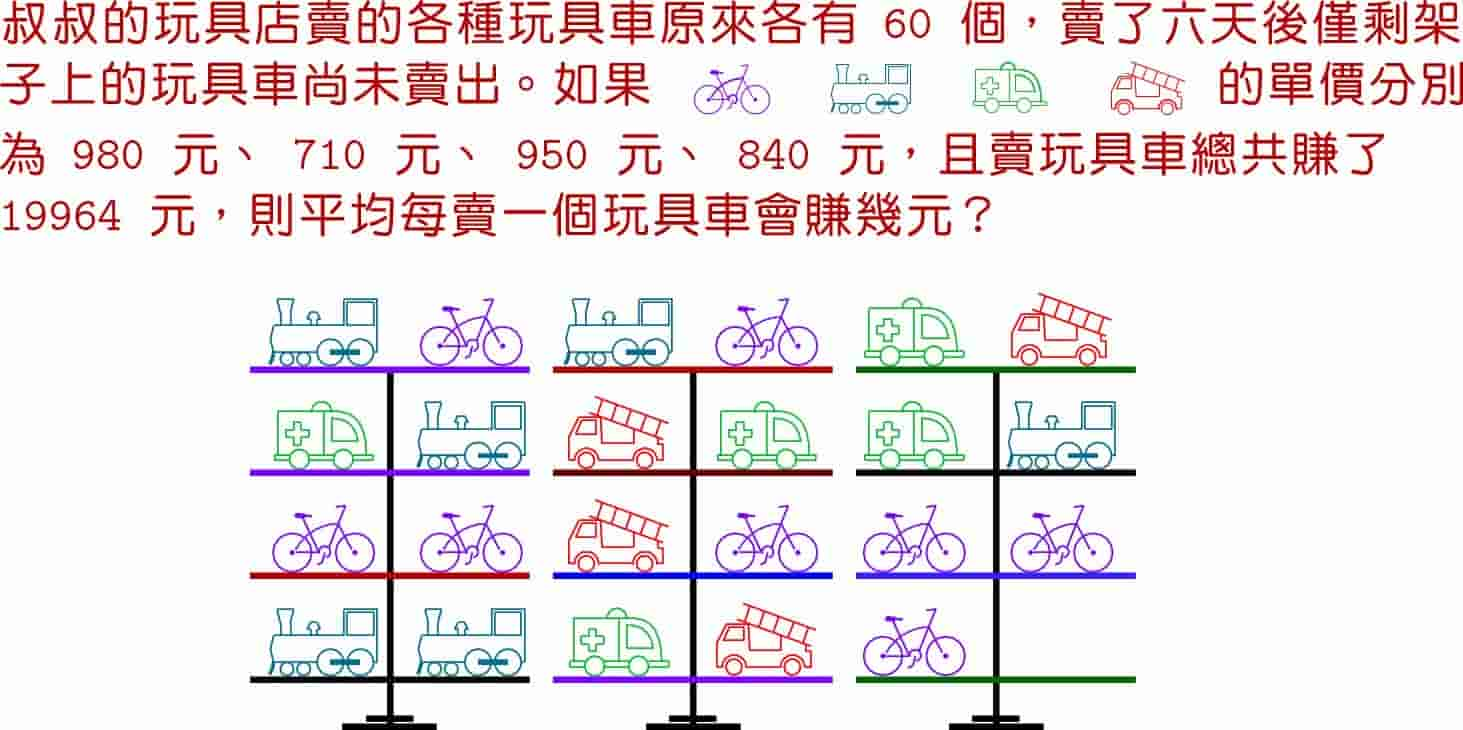 叔叔的玩具店賣的各種玩具車原來各有 60 個，賣了六天後僅剩架
子上的玩具車尚未賣出。如果 的單價分別
為 980 元、 710 元、 950 元、 840 元，且賣玩具車總共賺了
19964 元，則平均每賣一個玩具車會賺幾元？